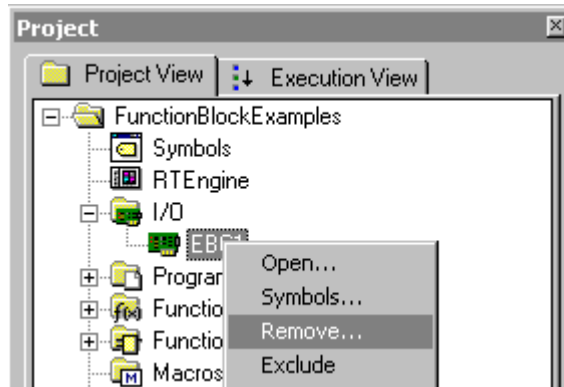 Project
Project View
Execution View
FunctionBlockExamples
Symbols
RTEngine
I/O
Open...
Symbols...
Remove...
Exclude
Macros